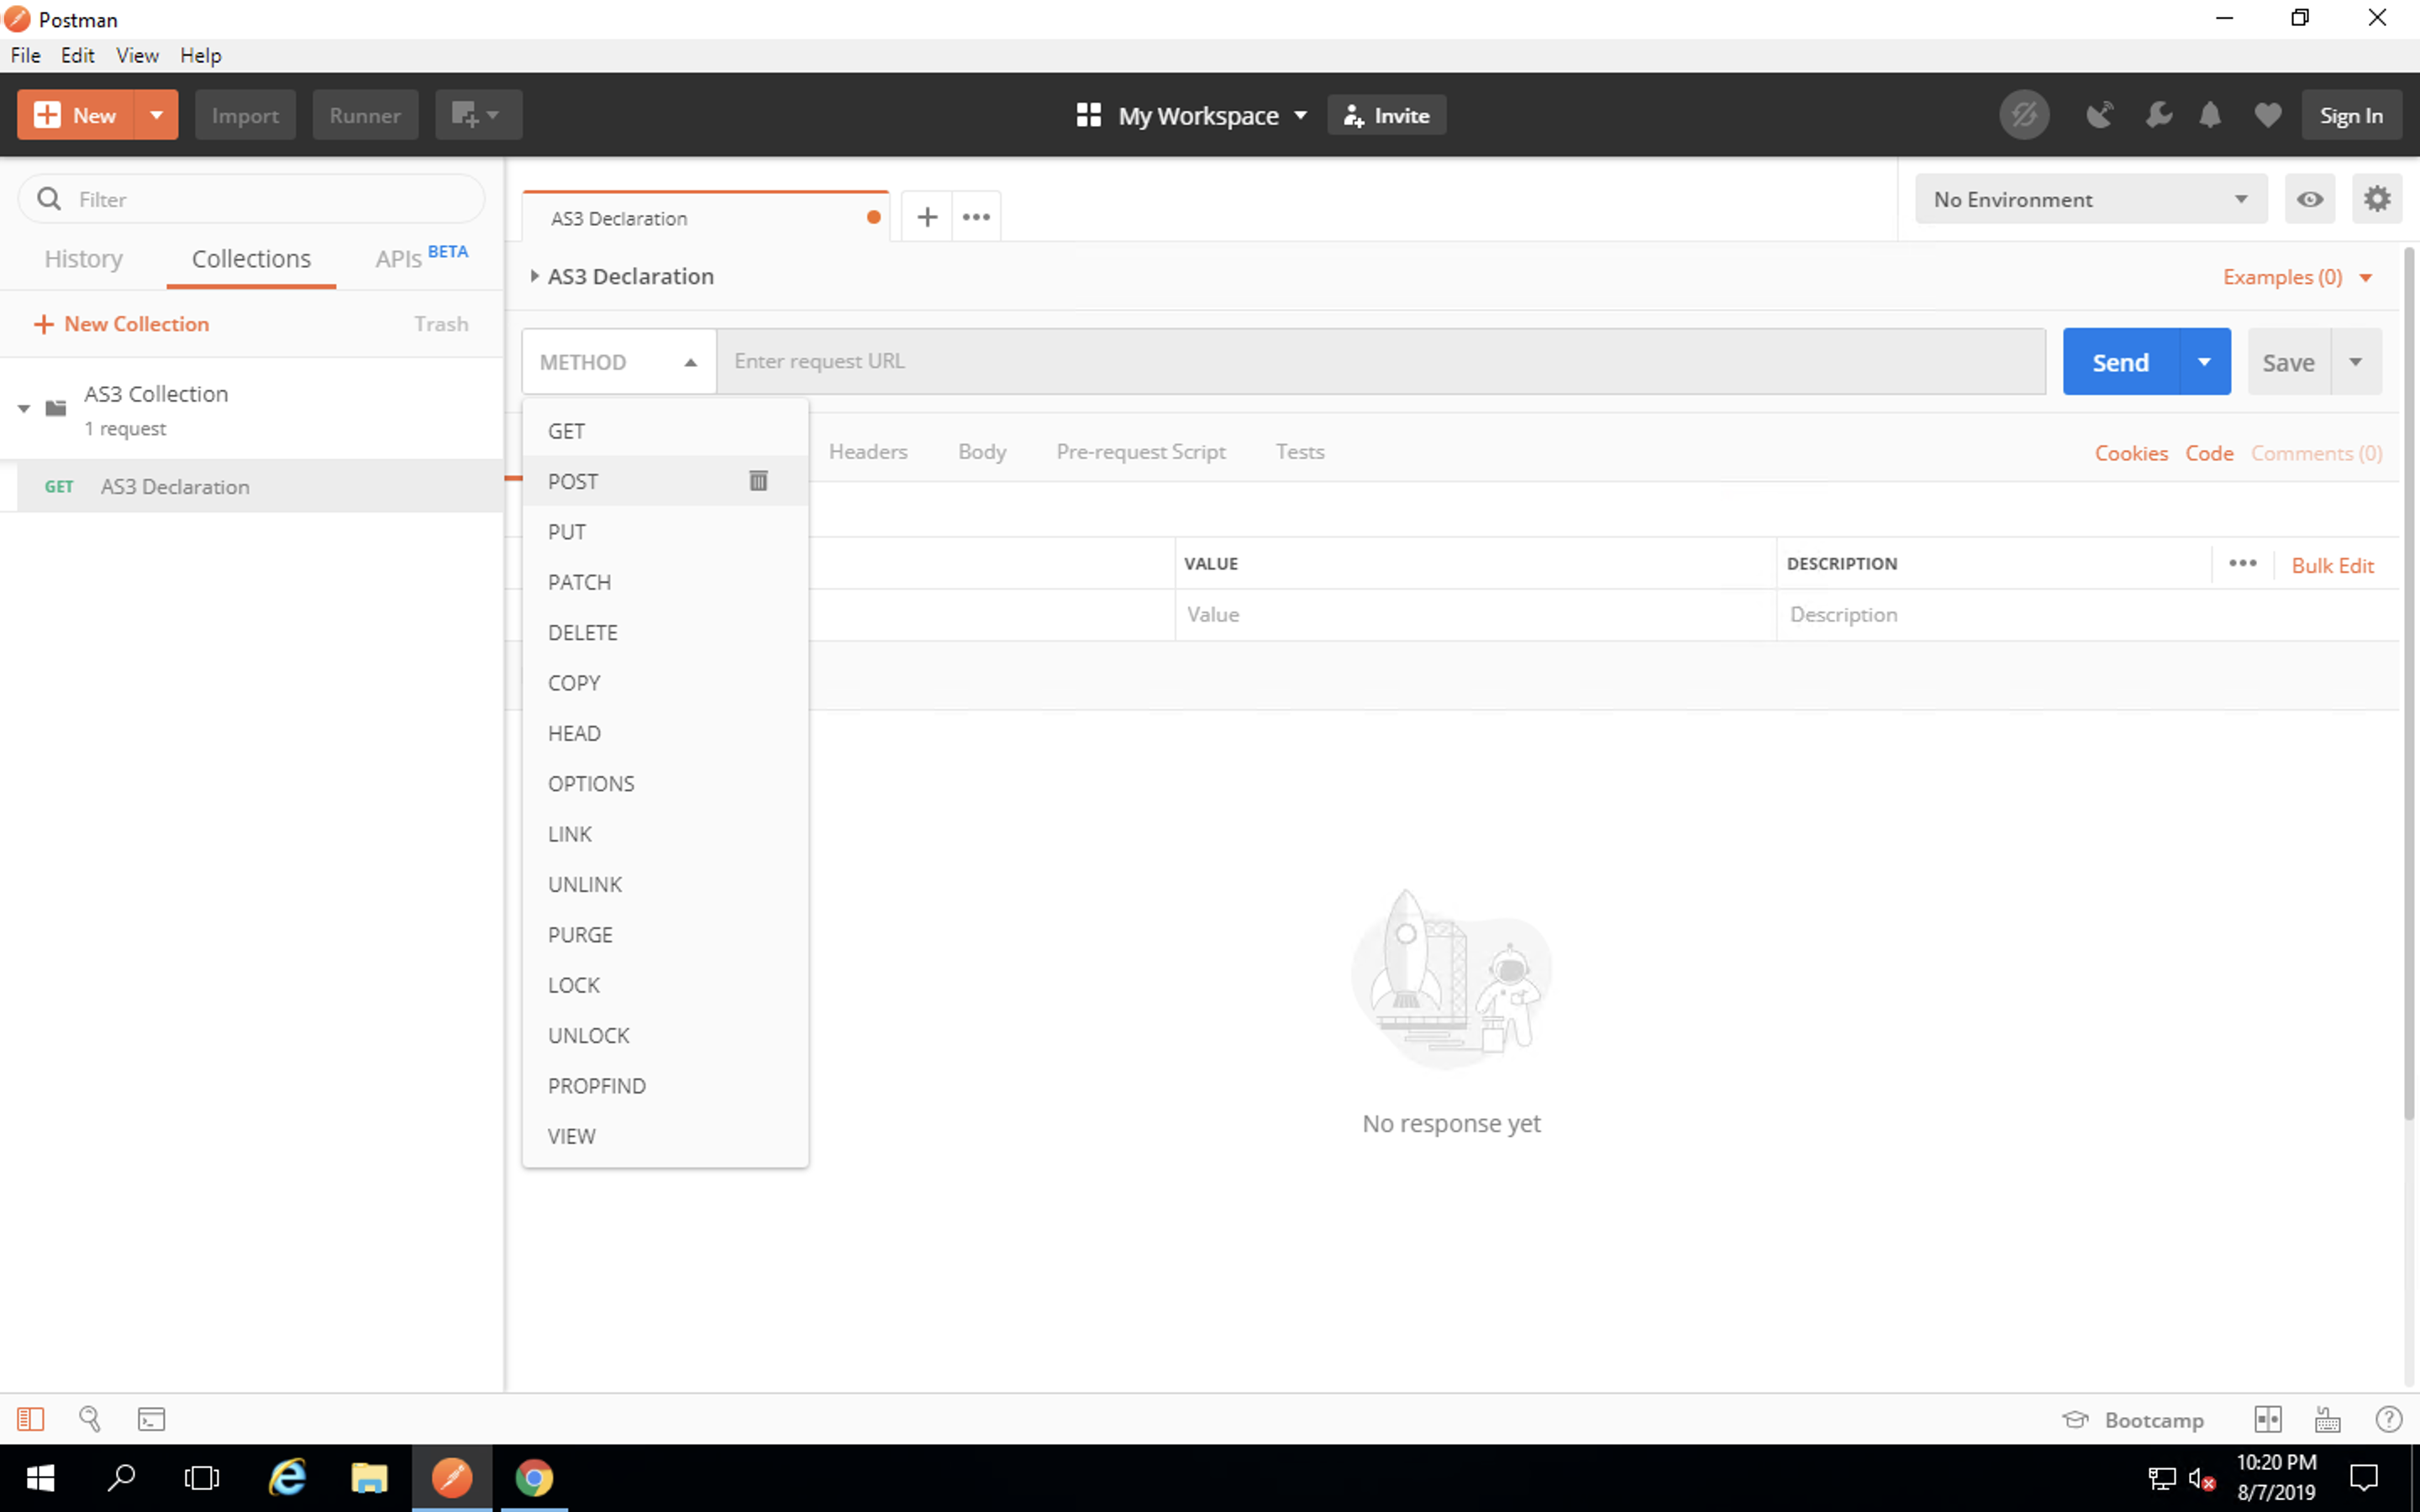 Postman
File Edit View Help
New Import Runner My Workspace Invite Sign In
Filter
AS3 Declaration
No Environment
History Collections APIs BETA
AS3 Declaration
Examples (0)
New Collection Trash
METHOD Enter request URL Send Save
AS3 Collection
1 request
GET AS3 Declaration
GET
POST
PUT
PATCH
DELETE
COPY
HEAD
OPTIONS
LINK
UNLINK
PURGE
LOCK
UNLOCK
PROPFIND
VIEW
Headers Body Pre-request Script Tests Cookies Code Comments (0)
VALUE DESCRIPTION Bulk Edit
Value Description
No response yet
Bootcamp
10:20 PM
8/7/2019